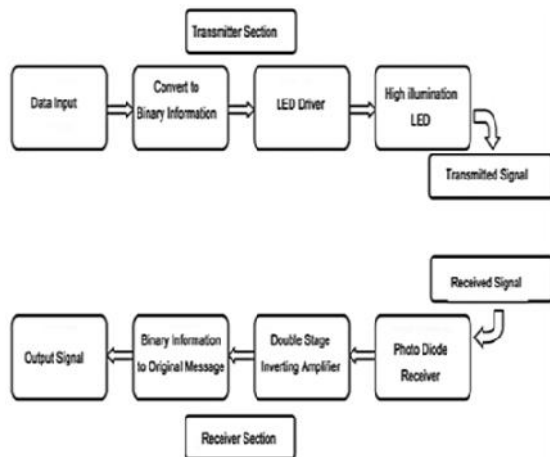 Transmitter Section
Data Input
Convert to
Binary Information
LED Driver
High illumination
LED
Transmitted Signal
Received Signal
Output Signal
Binary Information
to Original Message
Double Stage
Inverting Amplifier
Photo Diode
Receiver
Receiver Section